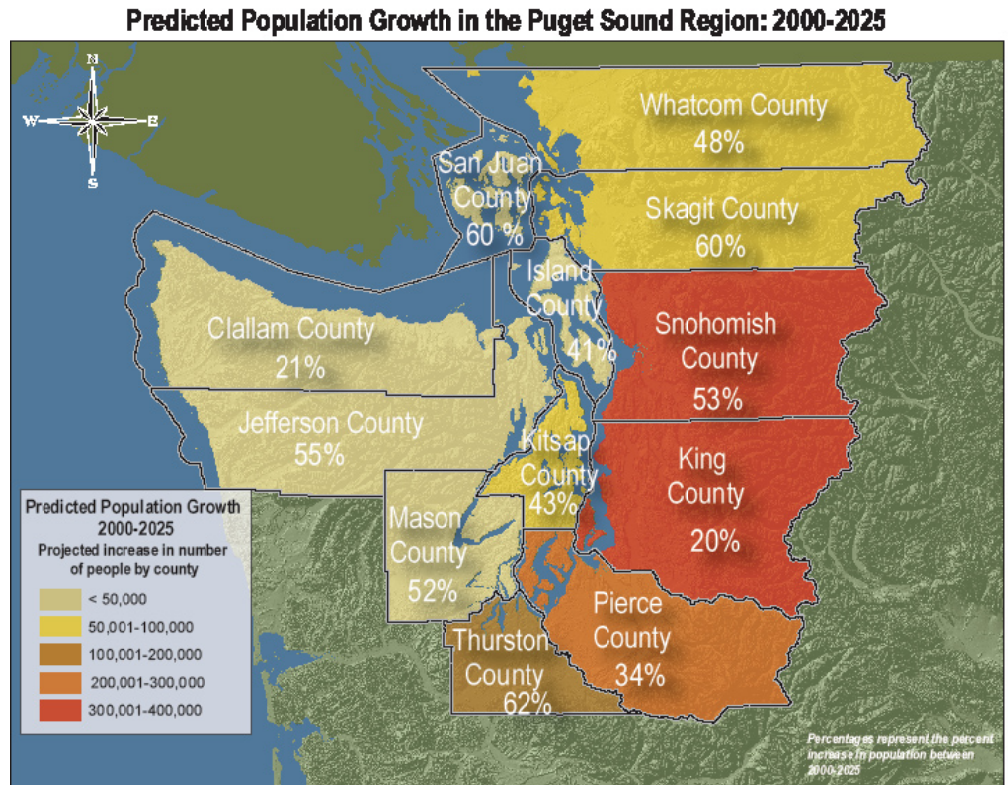 Predicted Population Growth in the Puget Sound Region: 2000-2025
N
W
E
S
Whatcom County
48%
San Juan
County
60 %
Skagit County
60%
Island
County
41%
Clallam County
21%
Snohomish
County
53%
Jefferson County
55%
Kitsap
County
43%
King
County
20%
Mason
County
52%
Pierce
County
34%
Thurston
County
62%
Predicted Population Growth
2000-2025
Projected increase in number
of people by county
< 50,000
50,001-100,000
100,001-200,000
200,001-300,000
300,001-400,000
Percentages represent the percent
increase in population between
2000-2025